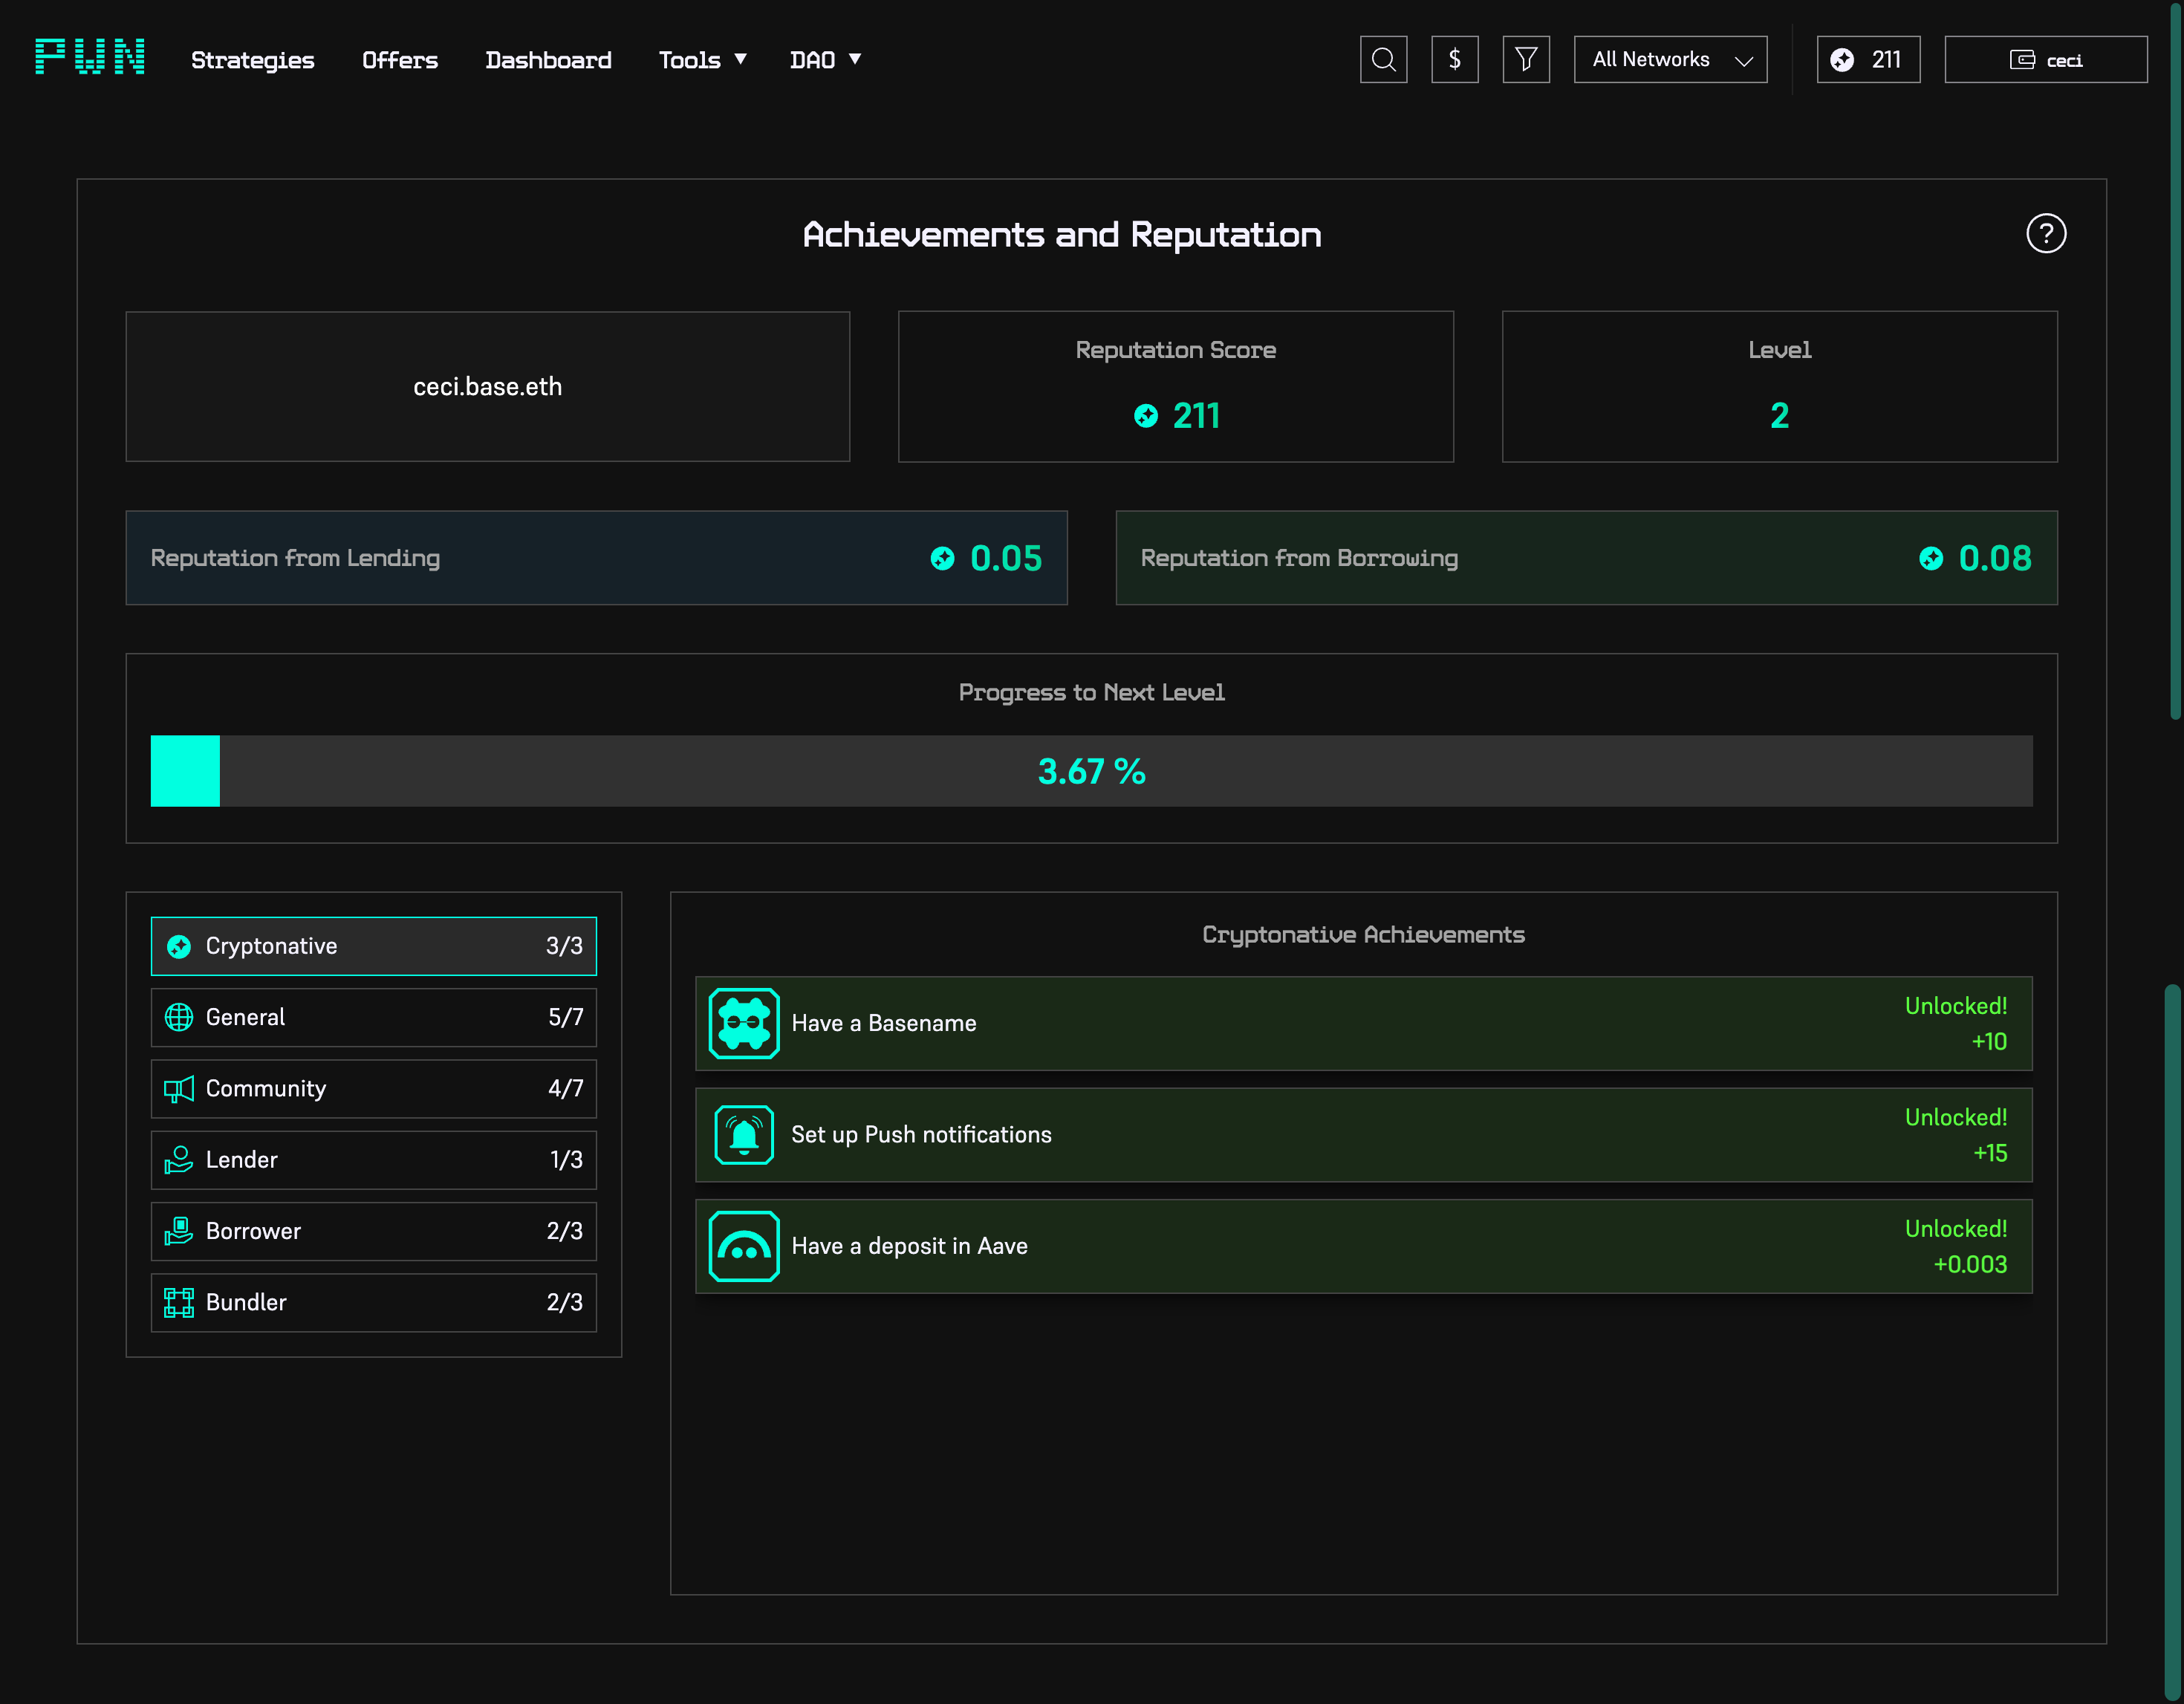 PWN
Strategies
Offers
Dashboard
Tools ▼
DAO ▼
$
All Networks
211
ceci
Achievements and Reputation
?
ceci.base.eth
Reputation Score
211
Level
2
Reputation from Lending
0.05
Reputation from Borrowing
0.08
Progress to Next Level
3.67 %
Cryptonative 3/3
General 5/7
Community 4/7
Lender 1/3
Borrower 2/3
Bundler 2/3
Cryptonative Achievements
Have a Basename
Unlocked!
+10
Set up Push notifications
Unlocked!
+15
Have a deposit in Aave
Unlocked!
+0.003